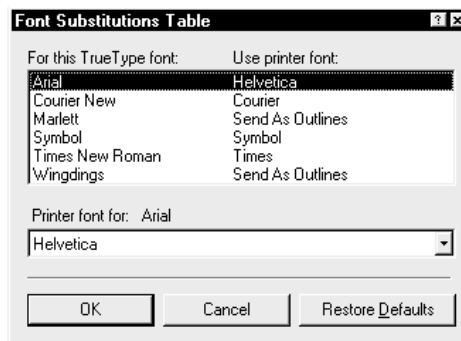 Font Substitutions Table
For this TrueType font: Use printer font:
Arial Helvetica
Courier New Courier
Marlett Send As Outlines
Symbol Symbol
Times New Roman Times
Wingdings Send As Outlines
Printer font for: Arial
Helvetica
OK Cancel Restore Defaults